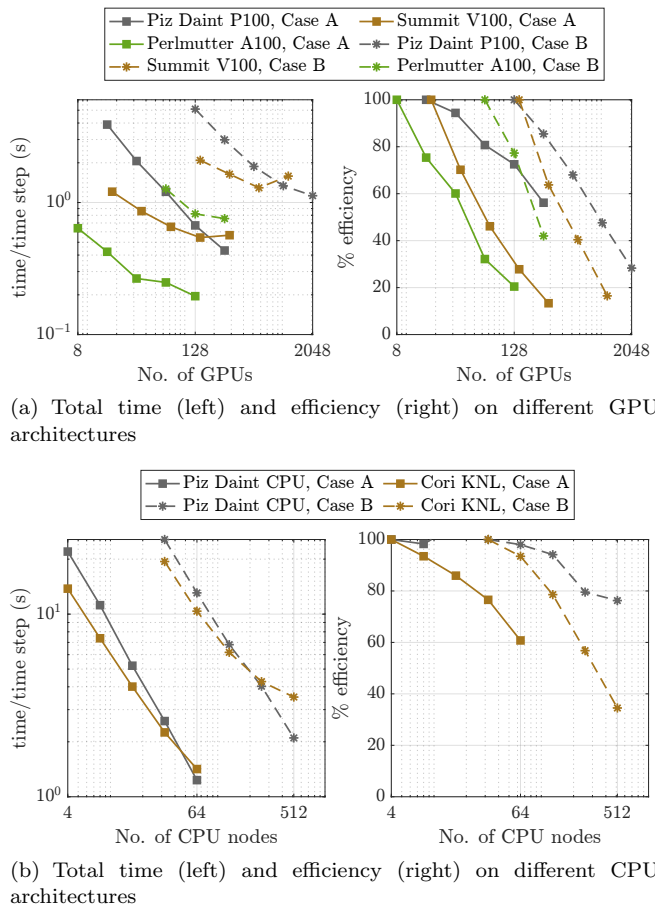 Piz Daint P100, Case A
Summit V100, Case A
Perlmutter A100, Case A
Piz Daint P100, Case B
Summit V100, Case B
Perlmutter A100, Case B
time/time step (s)
10⁰
10⁻¹
8
128
2048
No. of GPUs
% efficiency
100
80
60
40
20
0
8
128
2048
No. of GPUs
(a) Total time (left) and efficiency (right) on different GPU
architectures
Piz Daint CPU, Case A
Cori KNL, Case A
Piz Daint CPU, Case B
Cori KNL, Case B
time/time step (s)
10¹
10⁰
4
64
512
No. of CPU nodes
% efficiency
100
80
60
40
20
0
4
64
512
No. of CPU nodes
(b) Total time (left) and efficiency (right) on different CPU
architectures